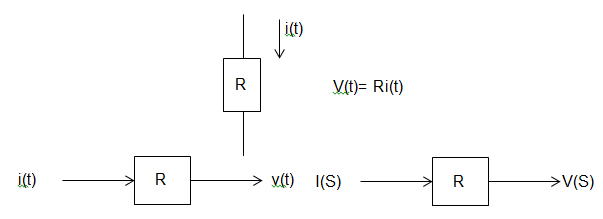 i(t)
R
V(t)= Ri(t)
i(t) R v(t) I(S) R V(S)